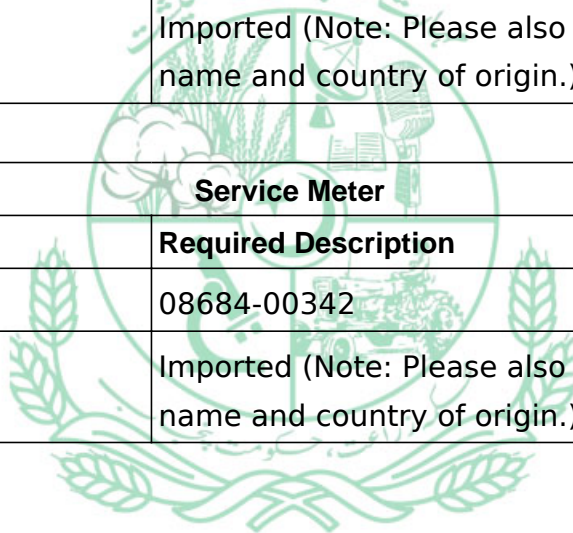 Imported (Note: Please also
name and country of origin.)
Service Meter
Required Description
08684-00342
Imported (Note: Please also
name and country of origin.)